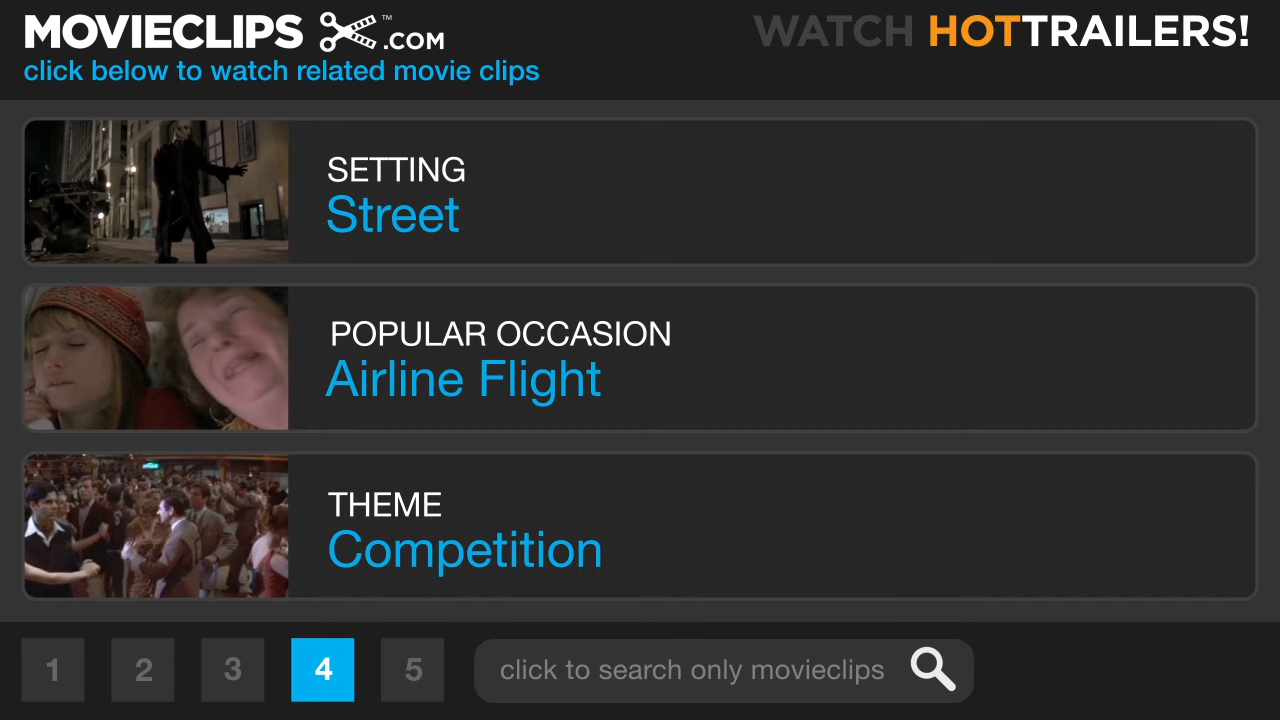 MOVIECLIPS ™ .COM
WATCH HOTTRAILERS!
click below to watch related movie clips
SETTING
Street
POPULAR OCCASION
Airline Flight
THEME
Competition
1 2 3 4 5 click to search only movieclips